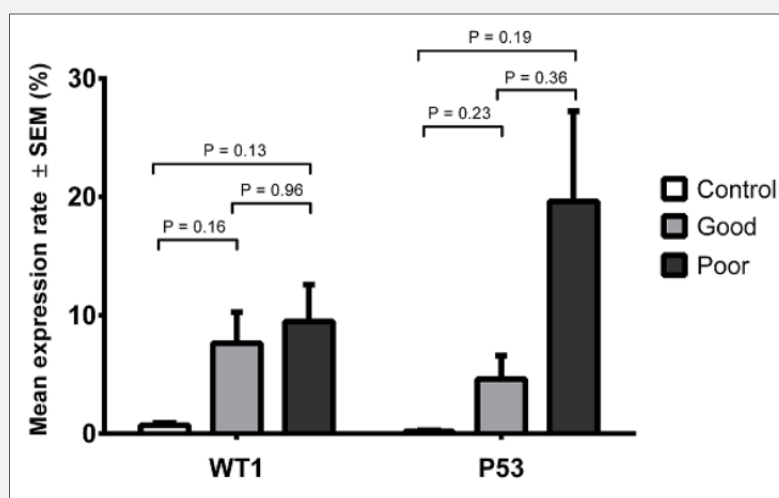 Mean expression rate ± SEM (%)
30
20
10
0
P = 0.13
P = 0.96
P = 0.16
P = 0.19
P = 0.36
P = 0.23
WT1
P53
Control
Good
Poor